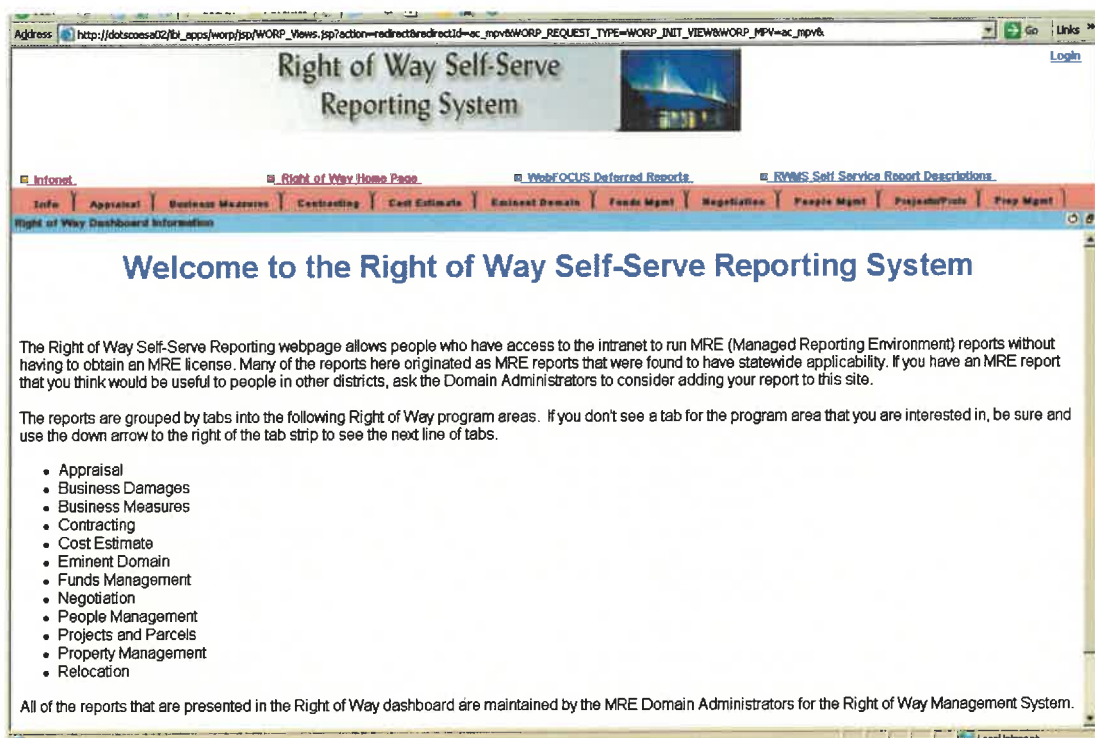 Address http://dotscoesa02/ibi_apps/worp/jsp/WORP_Views.jsp?action=redirect&redirectId=ac_mpv&WORP_REQUEST_TYPE=WORP_INIT_VIEW&WORP_MPV=ac_mpv& Go Links »
Right of Way Self-Serve
Reporting System
Login
Infonet Right of Way Home Page WebFOCUS Deferred Reports RWMS Self Service Report Descriptions
Info Appraisal Business Measures Contracting Cost Estimate Eminent Domain Funds Mgmt Negotiation People Mgmt Projects/Prcls Prop Mgmt
Right of Way Dashboard Information
Welcome to the Right of Way Self-Serve Reporting System
The Right of Way Self-Serve Reporting webpage allows people who have access to the intranet to run MRE (Managed Reporting Environment) reports without
having to obtain an MRE license. Many of the reports here originated as MRE reports that were found to have statewide applicability. If you have an MRE report
that you think would be useful to people in other districts, ask the Domain Administrators to consider adding your report to this site.
The reports are grouped by tabs into the following Right of Way program areas. If you don't see a tab for the program area that you are interested in, be sure and
use the down arrow to the right of the tab strip to see the next line of tabs.
• Appraisal
• Business Damages
• Business Measures
• Contracting
• Cost Estimate
• Eminent Domain
• Funds Management
• Negotiation
• People Management
• Projects and Parcels
• Property Management
• Relocation
All of the reports that are presented in the Right of Way dashboard are maintained by the MRE Domain Administrators for the Right of Way Management System.